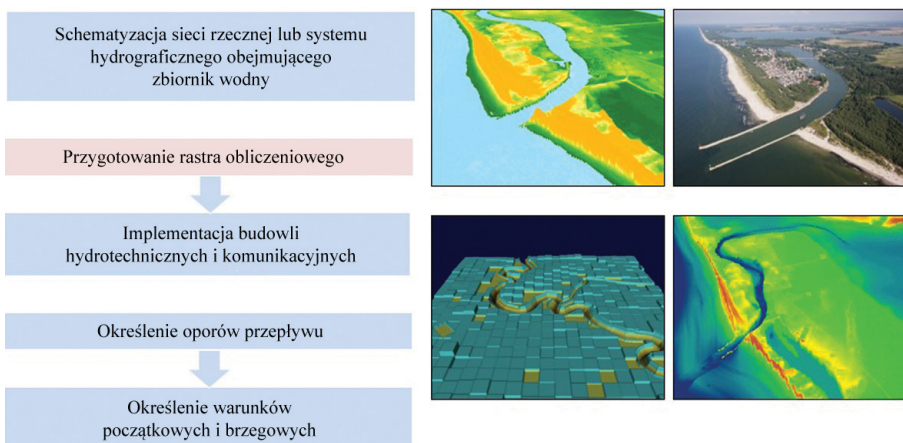 Schematyzacja sieci rzecznej lub systemu
hydrograficznego obejmującego
zbiornik wodny
Przygotowanie rastra obliczeniowego
Implementacja budowli
hydrotechnicznych i komunikacyjnych
Określenie oporów przepływu
Określenie warunków
początkowych i brzegowych